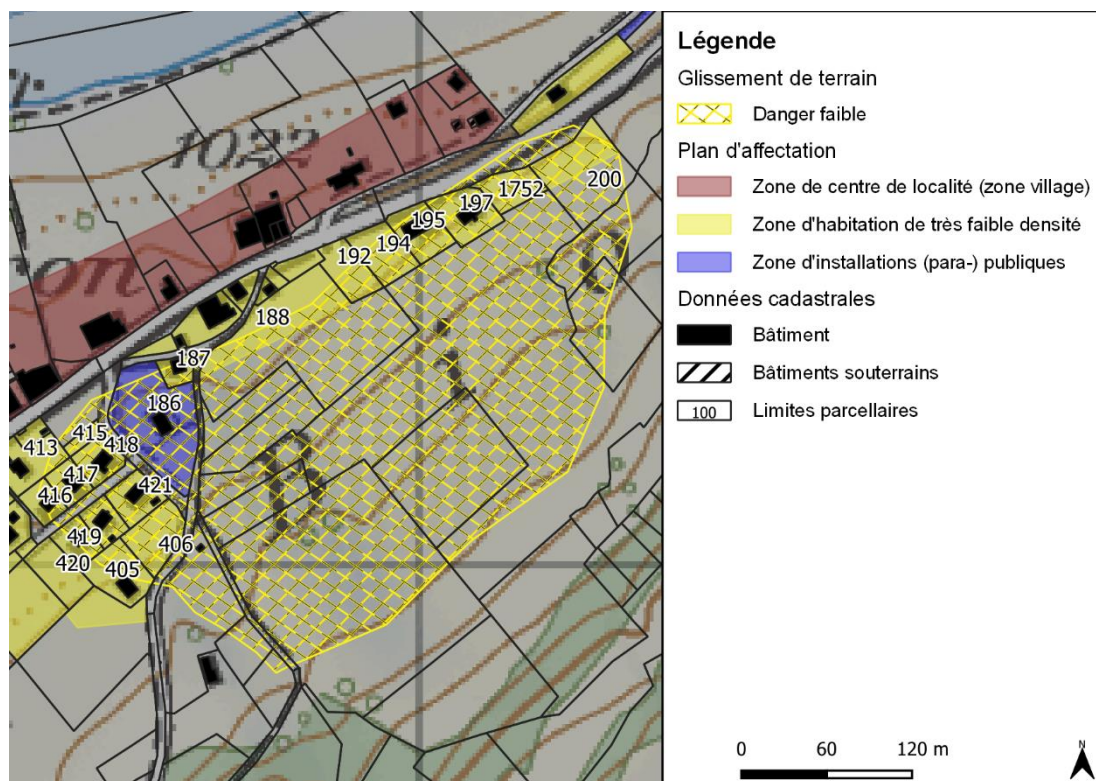 Légende
Glissement de terrain
Danger faible
Plan d'affectation
Zone de centre de localité (zone village)
Zone d'habitation de très faible densité
Zone d'installations (para-) publiques
Données cadastrales
Bâtiment
Bâtiments souterrains
100 Limites parcellaires
0 60 120 m
N
1022
200
1752
197
195
194
192
188
187
186
413
415
418
417
416
421
419
406
420
405